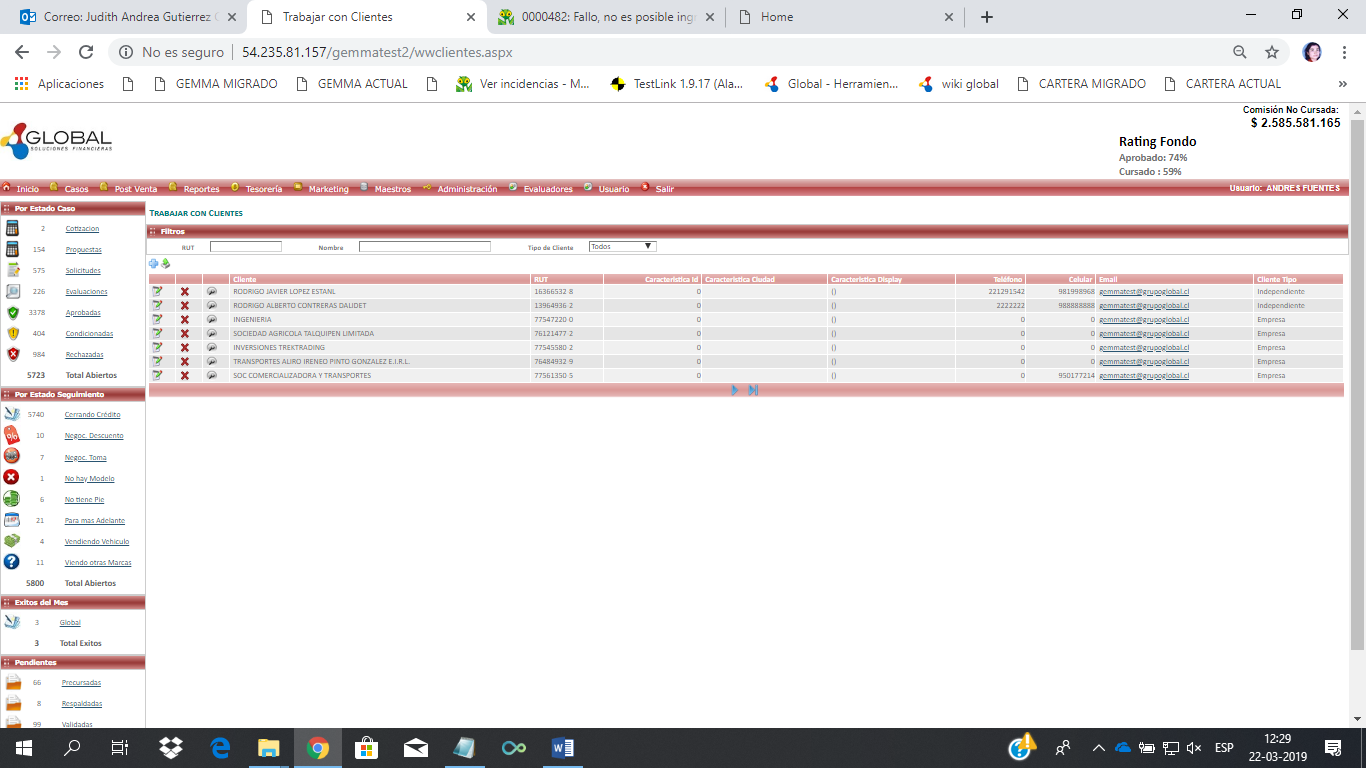 Correo: Judith Andrea Gutierrez G
Trabajar con Clientes
0000482: Fallo, no es posible ing
Home
No es seguro
54.235.81.157/gemmatest2/wwclientes.aspx
Aplicaciones
GEMMA MIGRADO
GEMMA ACTUAL
Ver incidencias - M...
TestLink 1.9.17 (Ala...
Global - Herramien...
wiki global
CARTERA MIGRADO
CARTERA ACTUAL
»
GLOBAL
SOLUCIONES FINANCIERAS
Comisión No Cursada:
$ 2.585.581.165
Rating Fondo
Aprobado: 74%
Cursado : 59%
Inicio Casos Post Venta Reportes Tesorería Marketing Maestros Administración Evaluadores Usuario Salir
Usuario: ANDRES FUENTES
Por Estado Caso
2 Cotizacion
154 Propuestas
575 Solicitudes
226 Evaluaciones
3378 Aprobadas
404 Condicionadas
984 Rechazadas
5723 Total Abiertos
Por Estado Seguimiento
5740 Cerrando Crédito
10 Negoc. Descuento
7 Negoc. Toma
1 No hay Modelo
6 No tiene Pie
21 Para mas Adelante
4 Vendiendo Vehiculo
11 Viendo otras Marcas
5800 Total Abiertos
Exitos del Mes
3 Global
3 Total Exitos
Pendientes
66 Precursadas
8 Respaldadas
99 Validadas
TRABAJAR CON CLIENTES
Filtros
RUT Nombre Tipo de Cliente Todos
Cliente RUT Caracteristica Id Caracteristica Ciudad Caracteristica Display Teléfono Celular Email Cliente Tipo
RODRIGO JAVIER LOPEZ ESTANL 16366532-8 0 () 221291542 981998968 gemmatest@grupoglobal.cl Independiente
RODRIGO ALBERTO CONTRERAS DAUDET 13964936-2 0 () 2222222 988888888 gemmatest@grupoglobal.cl Independiente
INGENIERIA 77547220-0 0 () 0 0 gemmatest@grupoglobal.cl Empresa
SOCIEDAD AGRICOLA TALQUIPEN LIMITADA 76121477-2 0 () 0 0 gemmatest@grupoglobal.cl Empresa
INVERSIONES TREKTRADING 77545580-2 0 () 0 0 gemmatest@grupoglobal.cl Empresa
TRANSPORTES ALIRO IRENEO PINTO GONZALEZ E.I.R.L. 76484932-9 0 () 0 0 gemmatest@grupoglobal.cl Empresa
SOC COMERCIALIZADORA Y TRANSPORTES 77561350-5 0 () 0 950177214 gemmatest@grupoglobal.cl Empresa
ESP
12:29
22-03-2019